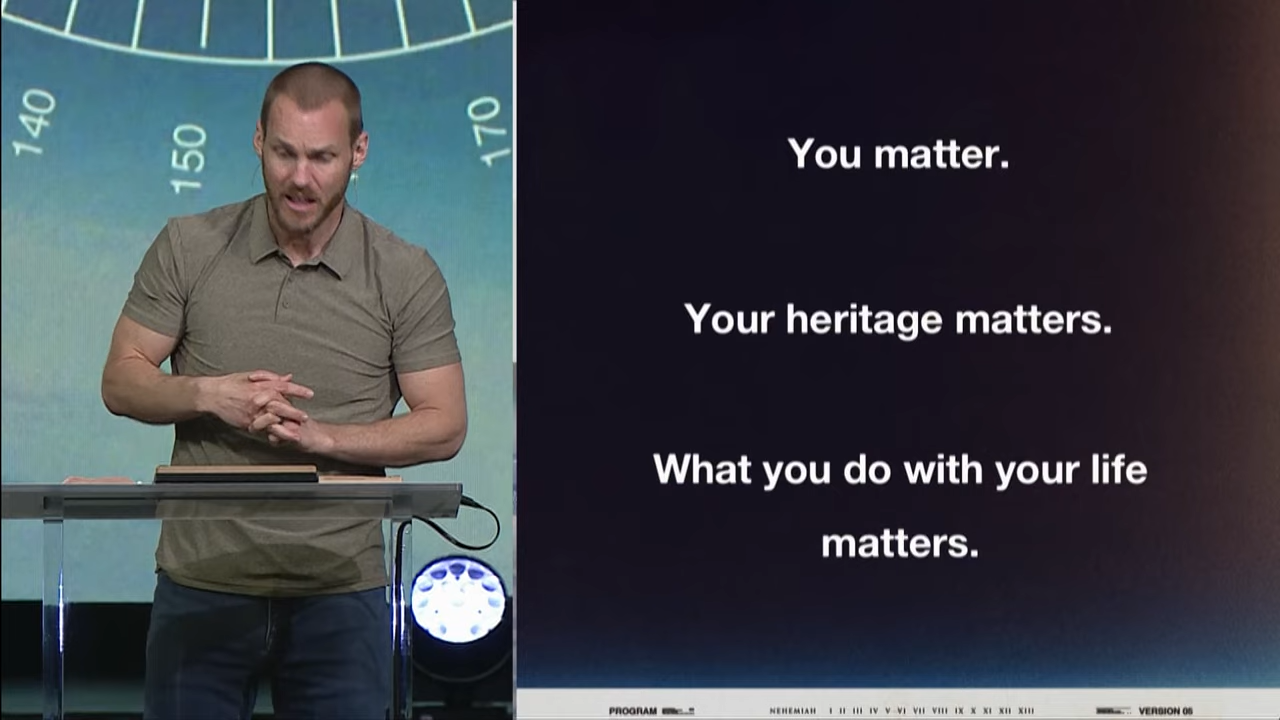 140
150
170
You matter.
Your heritage matters.
What you do with your life
matters.
PROGRAM
NEHEMIAH I II III IV V VI VII VIII IX X XI XII XIII
VERSION 05